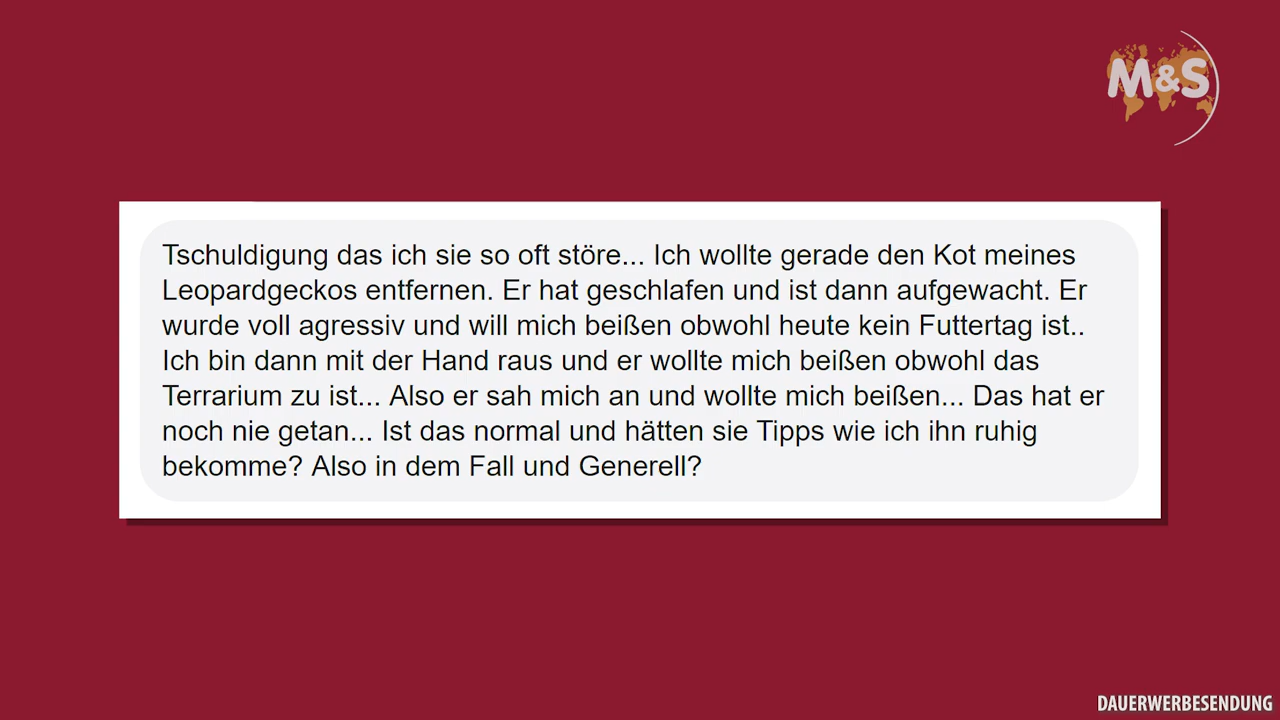 M&S
Tschuldigung das ich sie so oft störe... Ich wollte gerade den Kot meines
Leopardgeckos entfernen. Er hat geschlafen und ist dann aufgewacht. Er
wurde voll agressiv und will mich beißen obwohl heute kein Futtertag ist..
Ich bin dann mit der Hand raus und er wollte mich beißen obwohl das
Terrarium zu ist... Also er sah mich an und wollte mich beißen... Das hat er
noch nie getan... Ist das normal und hätten sie Tipps wie ich ihn ruhig
bekomme? Also in dem Fall und Generell?
DAUERWERBESENDUNG